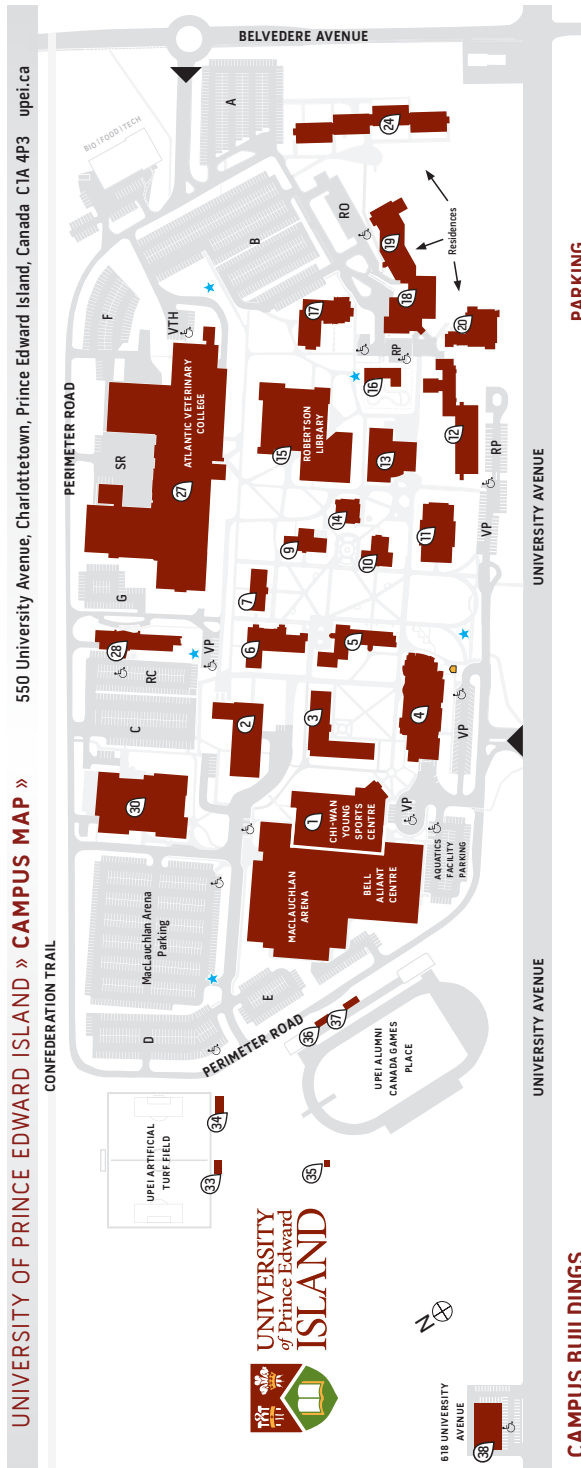 UNIVERSITY OF PRINCE EDWARD ISLAND » CAMPUS MAP »
550 University Avenue, Charlottetown, Prince Edward Island, Canada C1A 4P3 upei.ca
CONFEDERATION TRAIL
PERIMETER ROAD
BELVEDERE AVENUE
BIO | FOOD | TECH
UPEI ARTIFICIAL
TURF FIELD
33
34
35
D
MacLauchlan Arena
Parking
30
C
RC
28
G
SR
F
VTH
A
B
27
ATLANTIC VETERINARY
COLLEGE
VP
E
PERIMETER ROAD
36
37
UPEI ALUMNI
CANADA GAMES
PLACE
MACLAUCHLAN
ARENA
1
CHI-WAN
YOUNG
SPORTS
CENTRE
BELL
ALIANT
CENTRE
2
3
4
5
6
7
9
10
11
12
13
14
15
ROBERTSON
LIBRARY
16
17
18
19
20
24
RO
RP
Residences
VP
AQUATICS
FACILITY
PARKING
VP
VP
RP
UNIVERSITY
of Prince Edward
ISLAND
N
618 UNIVERSITY
AVENUE
38
UNIVERSITY AVENUE
UNIVERSITY AVENUE
CAMPUS BUILDINGS
PARKING